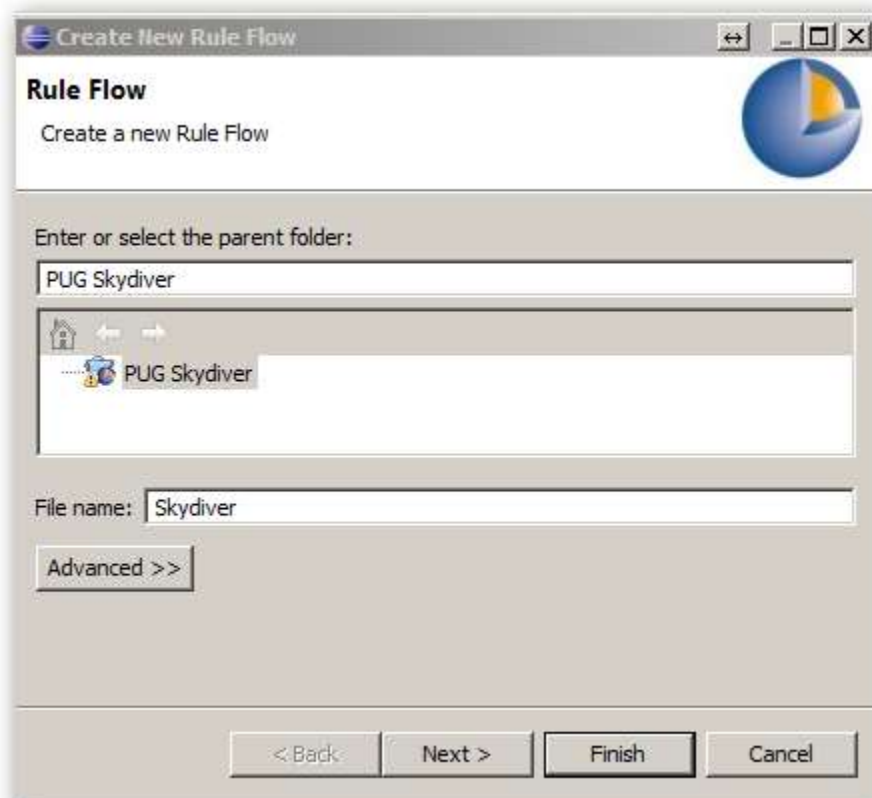 Create New Rule Flow
Rule Flow
Create a new Rule Flow
Enter or select the parent folder:
PUG Skydiver
PUG Skydiver
File name: Skydiver
Advanced >>
< Back Next > Finish Cancel